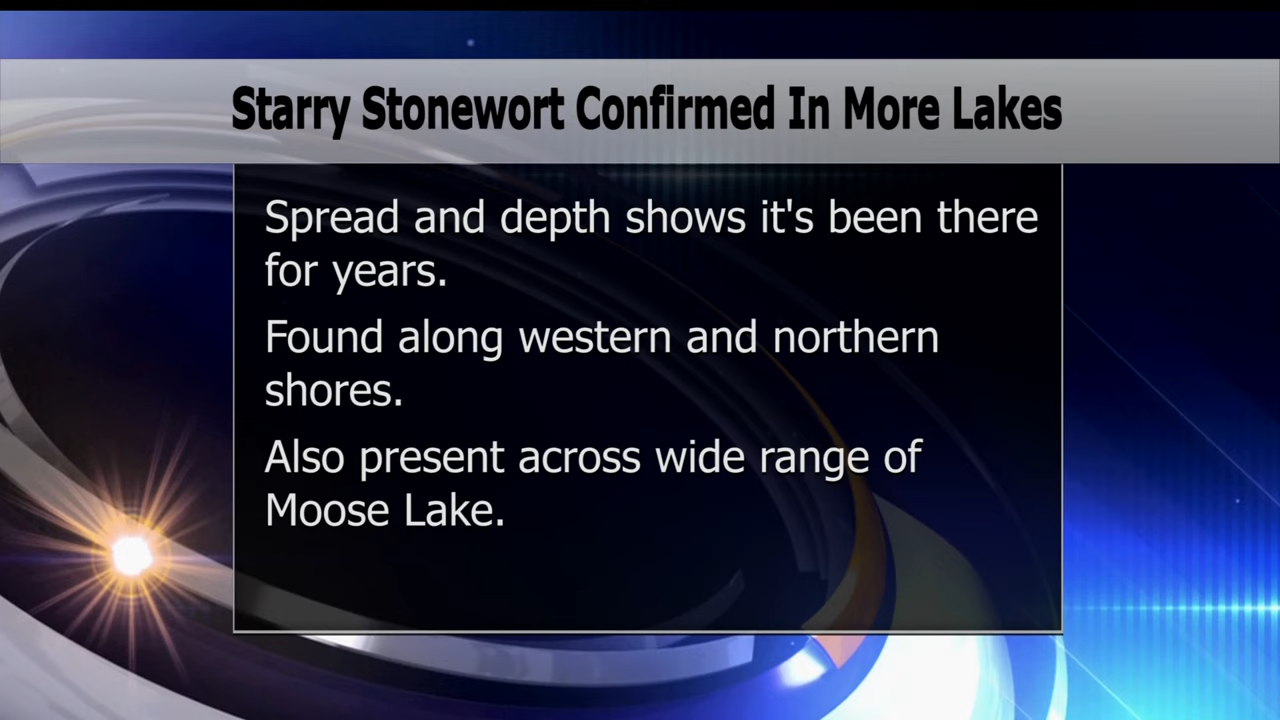 Starry Stonewort Confirmed In More Lakes
Spread and depth shows it's been there
for years.
Found along western and northern
shores.
Also present across wide range of
Moose Lake.